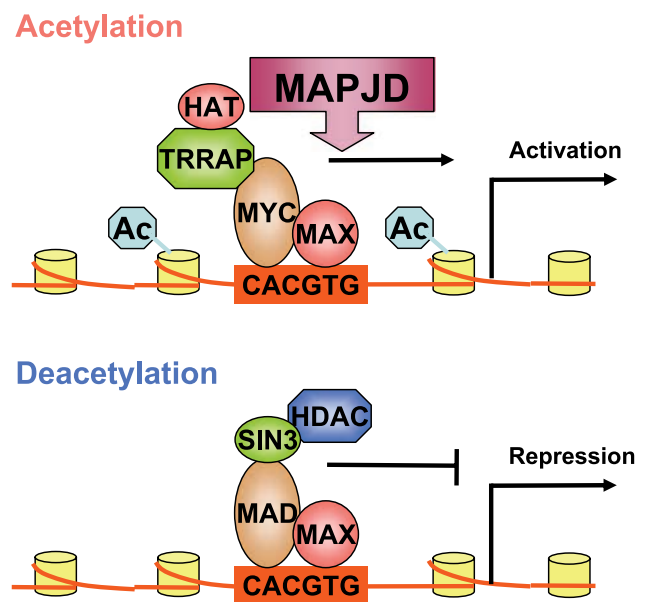 Acetylation
MAPJD
HAT
TRRAP
Activation
MYC
Ac
MAX
Ac
CACGTG
Deacetylation
HDAC
SIN3
Repression
MAD
MAX
CACGTG